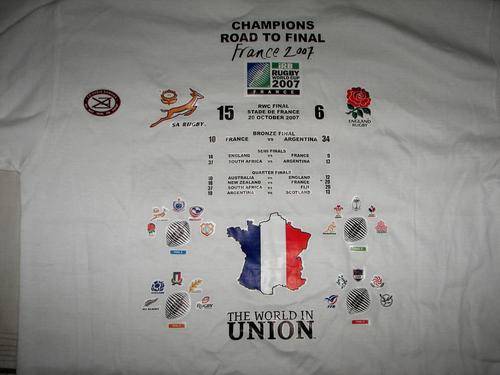 CHAMPIONS
ROAD TO FINAL
France 2007
IRB
RUGBY
WORLD CUP
2007
FRANCE
15 RWC FINAL 6
STADE DE FRANCE
20 OCTOBER 2007
SA RUGBY
ENGLAND
RUGBY
BRONZE FINAL
10 FRANCE VS ARGENTINA 34
SEMI FINALS
14 ENGLAND VS FRANCE 9
37 SOUTH AFRICA VS ARGENTINA 13
QUARTER FINALS
10 AUSTRALIA VS ENGLAND 12
18 NEW ZEALAND VS FRANCE 20
37 SOUTH AFRICA VS FIJI 20
19 ARGENTINA VS SCOTLAND 13
THE WORLD IN
UNION